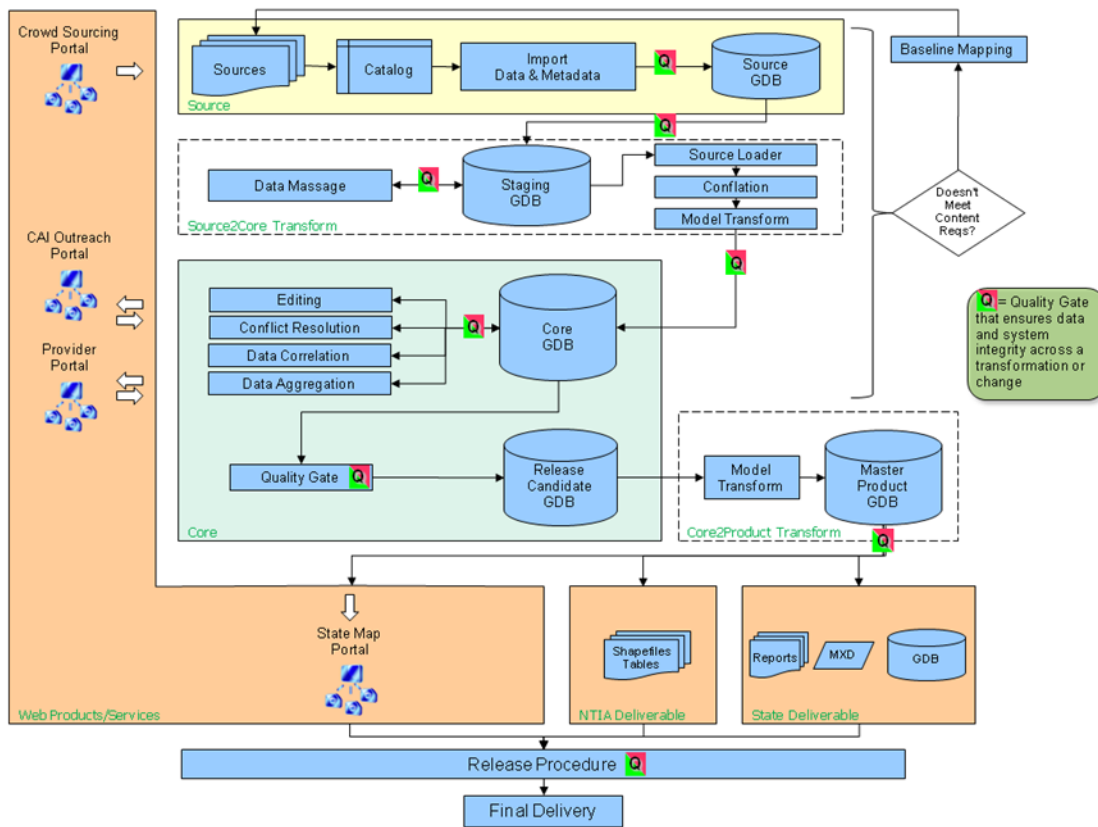 Crowd Sourcing
Portal
CAI Outreach
Portal
Provider
Portal
State Map
Portal
Web Products/Services
Sources
Catalog
Import
Data & Metadata
Q
Source
GDB
Source
Q
Data Massage
Q
Staging
GDB
Source Loader
Conflation
Model Transform
Source2Core Transform
Q
Editing
Conflict Resolution
Data Correlation
Data Aggregation
Q
Core
GDB
Quality Gate
Q
Release
Candidate
GDB
Core
Model
Transform
Master
Product
GDB
Core2Product Transform
Q
Baseline Mapping
Doesn't
Meet
Content
Reqs?
Q = Quality Gate
that ensures data
and system
integrity across a
transformation or
change
Shapefiles
Tables
NTIA Deliverable
Reports
MXD
GDB
State Deliverable
Release Procedure Q
Final Delivery